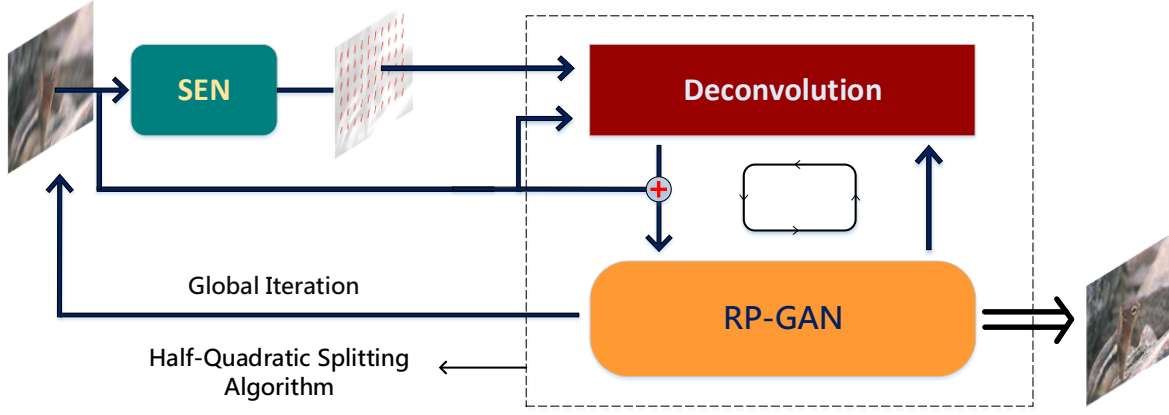 SEN
Deconvolution
Global Iteration
RP-GAN
Half-Quadratic Splitting
Algorithm